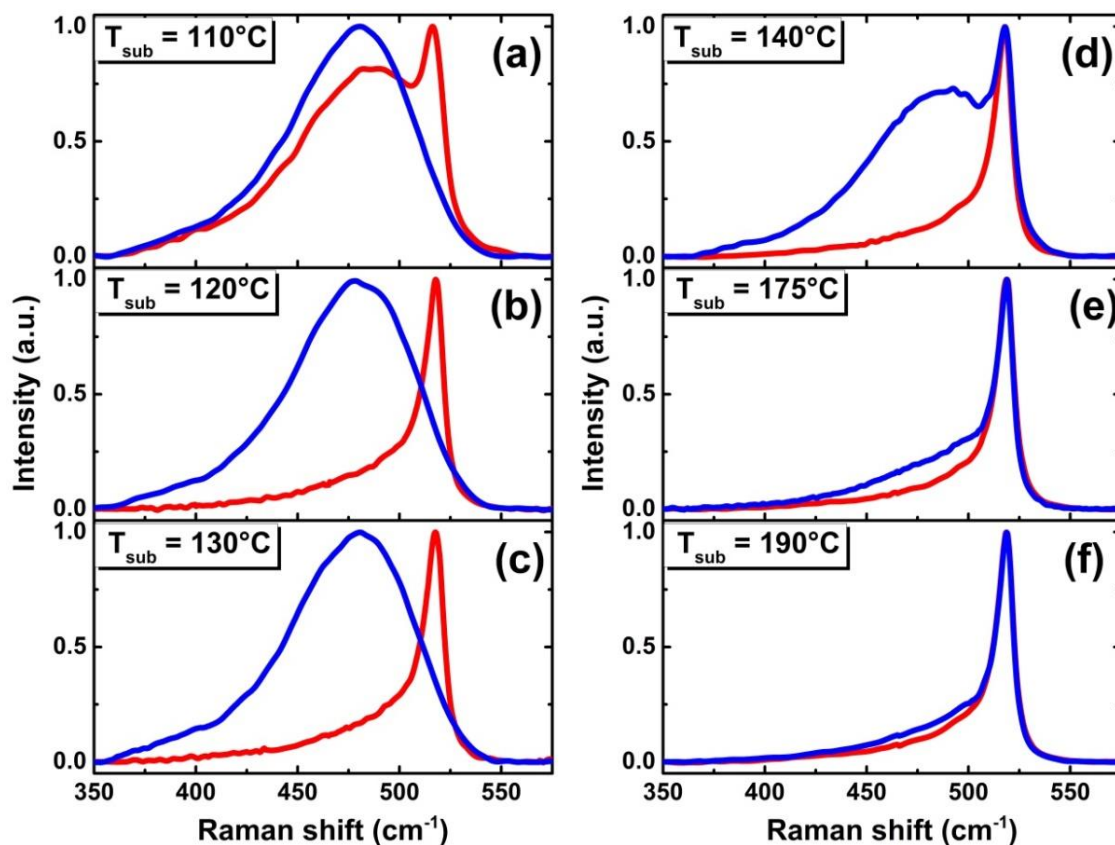 T_sub = 110°C
(a)
1.0
0.5
0.0
T_sub = 120°C
(b)
1.0
0.5
0.0
T_sub = 130°C
(c)
1.0
0.5
0.0
Intensity (a.u.)
350 400 450 500 550
Raman shift (cm⁻¹)
T_sub = 140°C
(d)
1.0
0.5
0.0
T_sub = 175°C
(e)
1.0
0.5
0.0
T_sub = 190°C
(f)
1.0
0.5
0.0
Intensity (a.u.)
350 400 450 500 550
Raman shift (cm⁻¹)